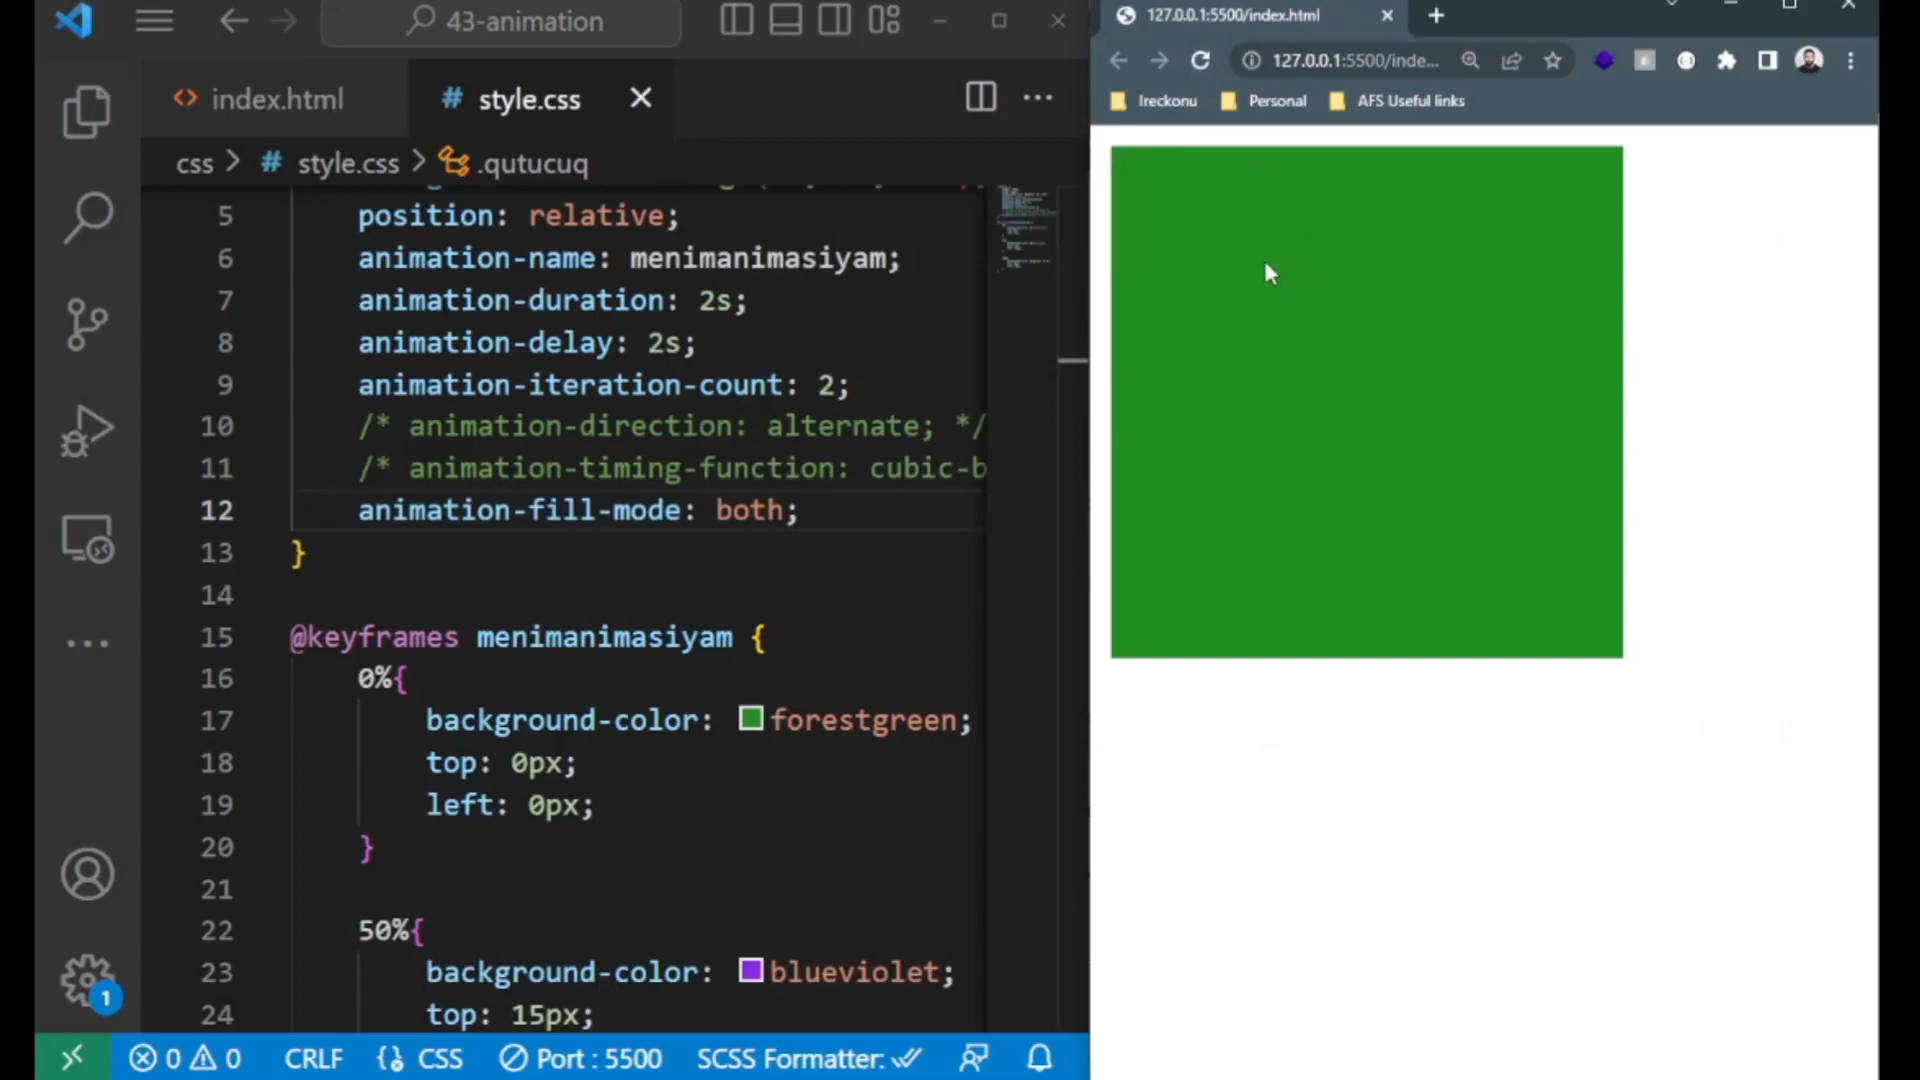 43-animation
index.html
style.css
css > style.css > .qutucuq
5 position: relative;
6 animation-name: menimanimasiyam;
7 animation-duration: 2s;
8 animation-delay: 2s;
9 animation-iteration-count: 2;
10 /* animation-direction: alternate; */
11 /* animation-timing-function: cubic-b
12 animation-fill-mode: both;
13 }
14
15 @keyframes menimanimasiyam {
16 0%{
17 background-color: forestgreen;
18 top: 0px;
19 left: 0px;
20 }
21
22 50%{
23 background-color: blueviolet;
24 top: 15px;
1
0 0 CRLF {} CSS Port : 5500 SCSS Formatter:
127.0.0.1:5500/index.html
127.0.0.1:5500/inde...
Ireckonu Personal AFS Useful links